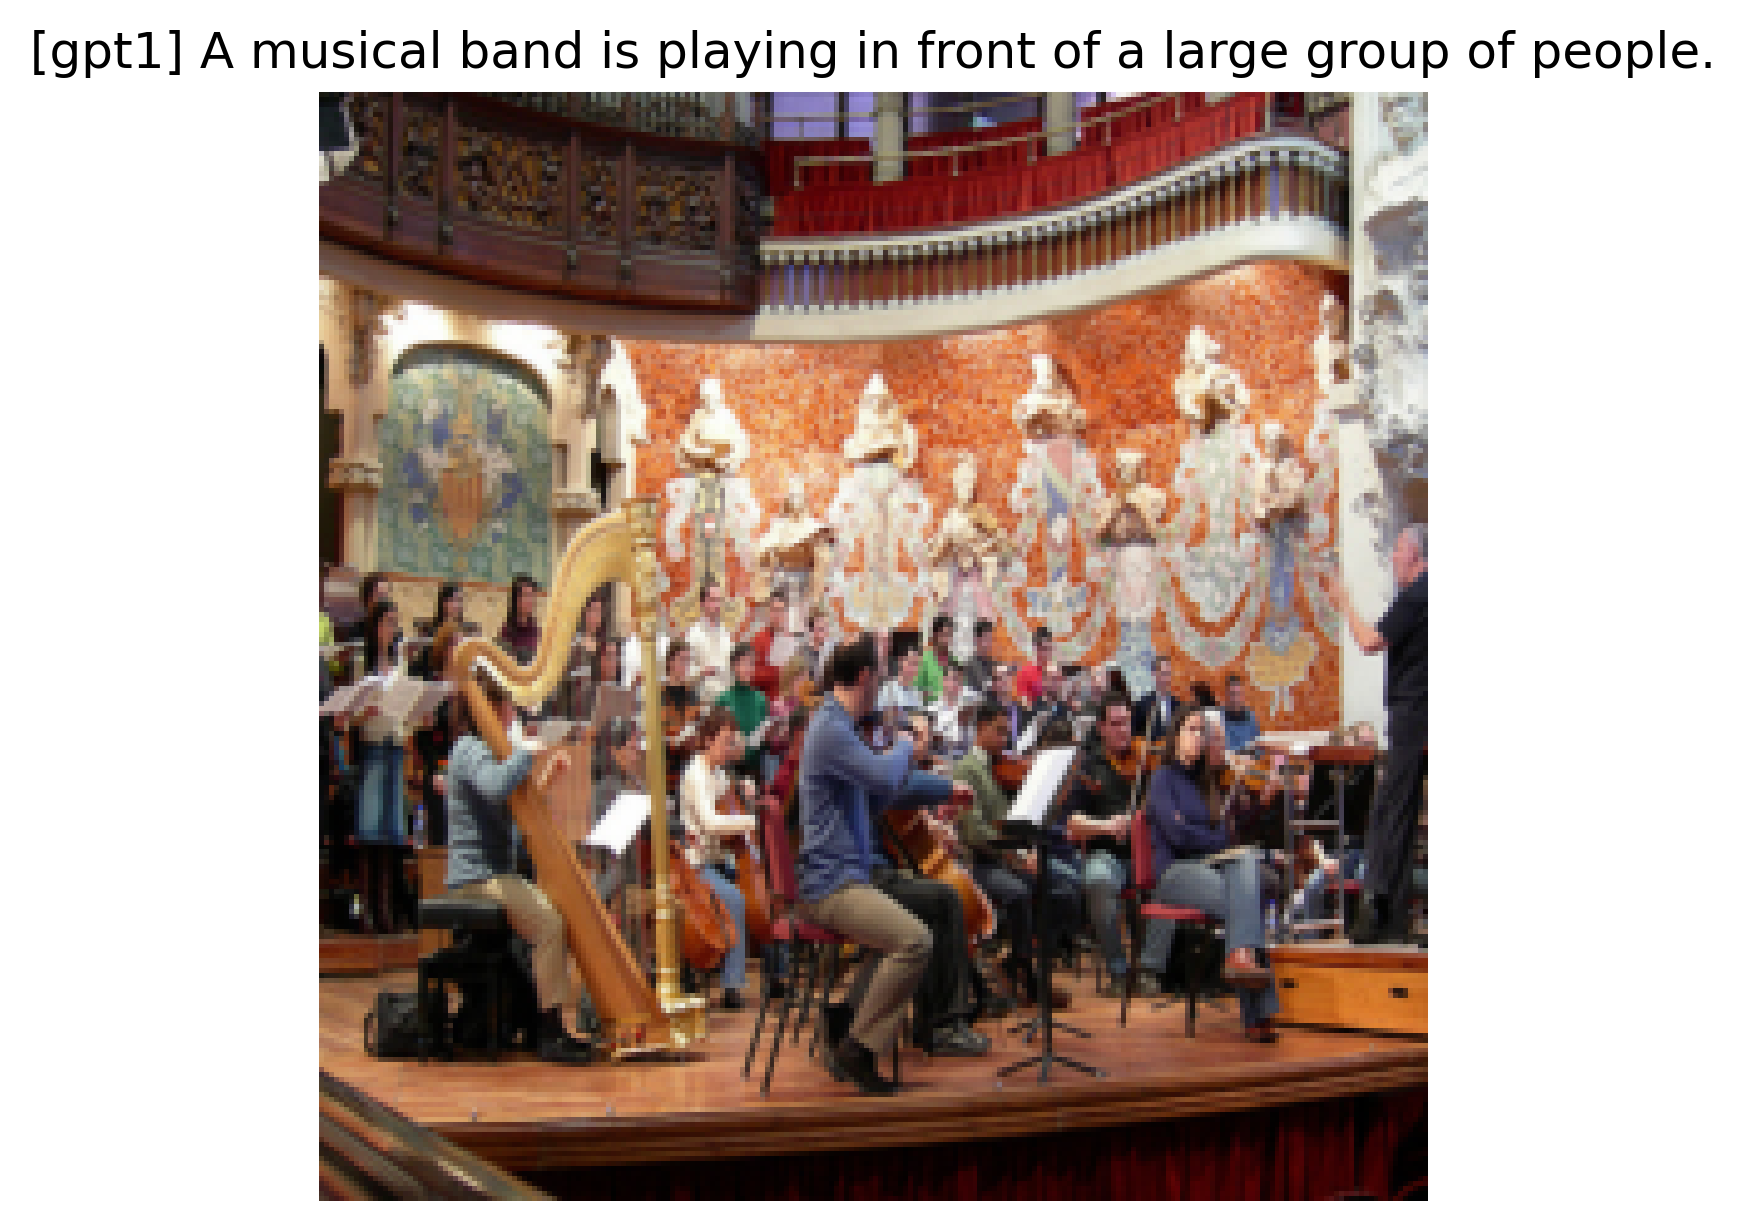 [gpt1] A musical band is playing in front of a large group of people.